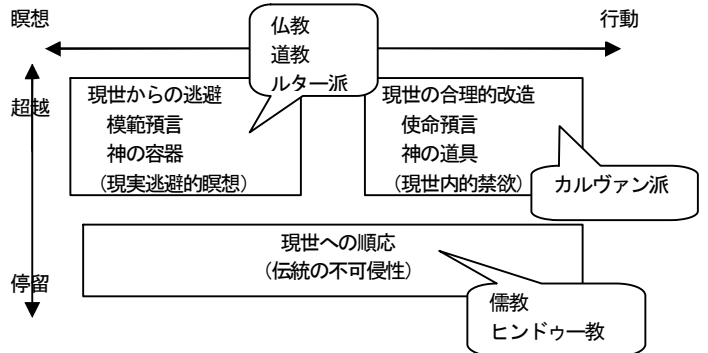 瞑想
行動
仏教
道教
ルター派
超越
現世からの逃避
模範預言
神の容器
(現実逃避的瞑想)
現世の合理的改造
使命預言
神の道具
(現世内的禁欲)
カルヴァン派
現世への順応
(伝統の不可侵性)
停留
儒教
ヒンドゥー教